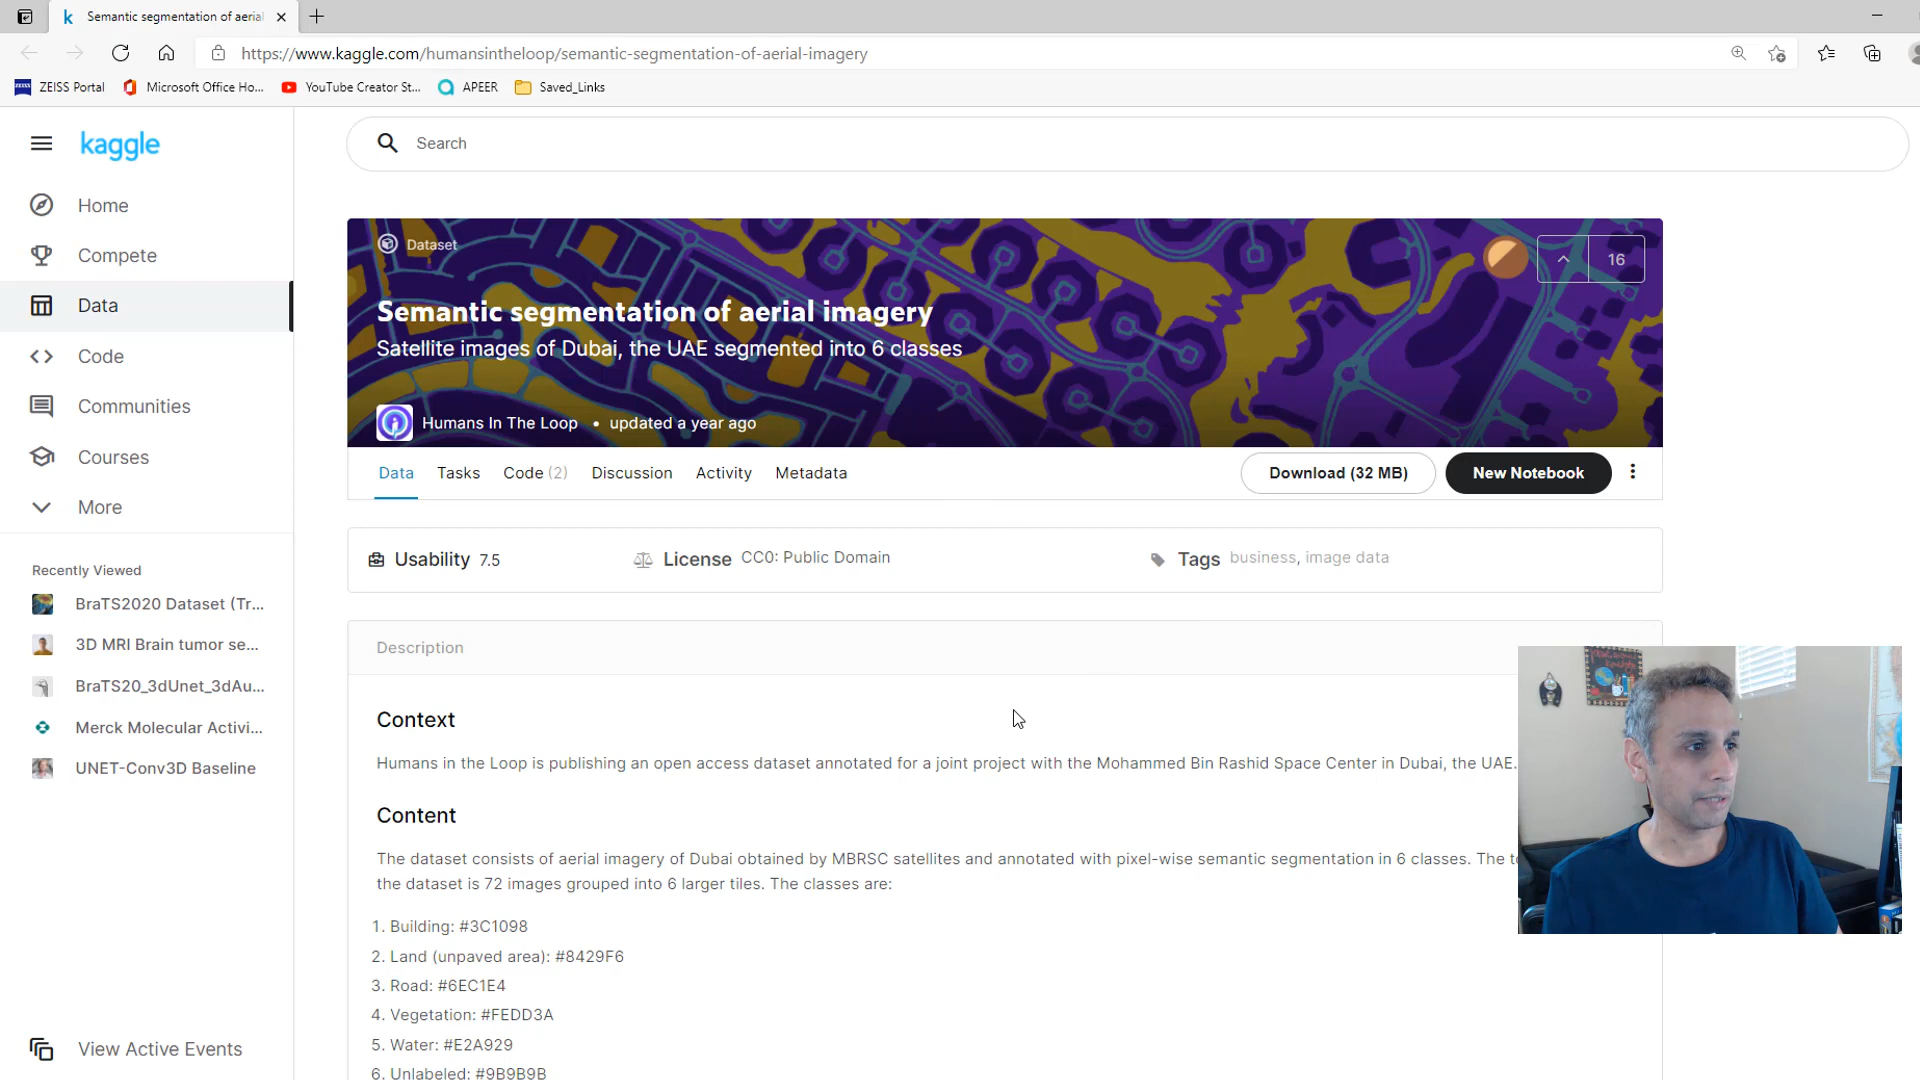 Semantic segmentation of aeria
https://www.kaggle.com/humansintheloop/semantic-segmentation-of-aerial-imagery
ZEISS Portal
Microsoft Office Ho...
YouTube Creator St...
APEER
Saved_Links
kaggle
Search
Home
Compete
Data
Code
Communities
Courses
More
Recently Viewed
BraTS2020 Dataset (Tr...
3D MRI Brain tumor se...
BraTS20_3dUnet_3dAu...
Merck Molecular Activi...
UNET-Conv3D Baseline
View Active Events
Dataset
16
Semantic segmentation of aerial imagery
Satellite images of Dubai, the UAE segmented into 6 classes
Humans In The Loop • updated a year ago
Data Tasks Code (2) Discussion Activity Metadata
Download (32 MB)
New Notebook
Usability 7.5
License CC0: Public Domain
Tags business, image data
Description
Context
Humans in the Loop is publishing an open access dataset annotated for a joint project with the Mohammed Bin Rashid Space Center in Dubai, the UAE.
Content
The dataset consists of aerial imagery of Dubai obtained by MBRSC satellites and annotated with pixel-wise semantic segmentation in 6 classes. The
the dataset is 72 images grouped into 6 larger tiles. The classes are:
1. Building: #3C1098
2. Land (unpaved area): #8429F6
3. Road: #6EC1E4
4. Vegetation: #FEDD3A
5. Water: #E2A929
6. Unlabeled: #9B9B9B